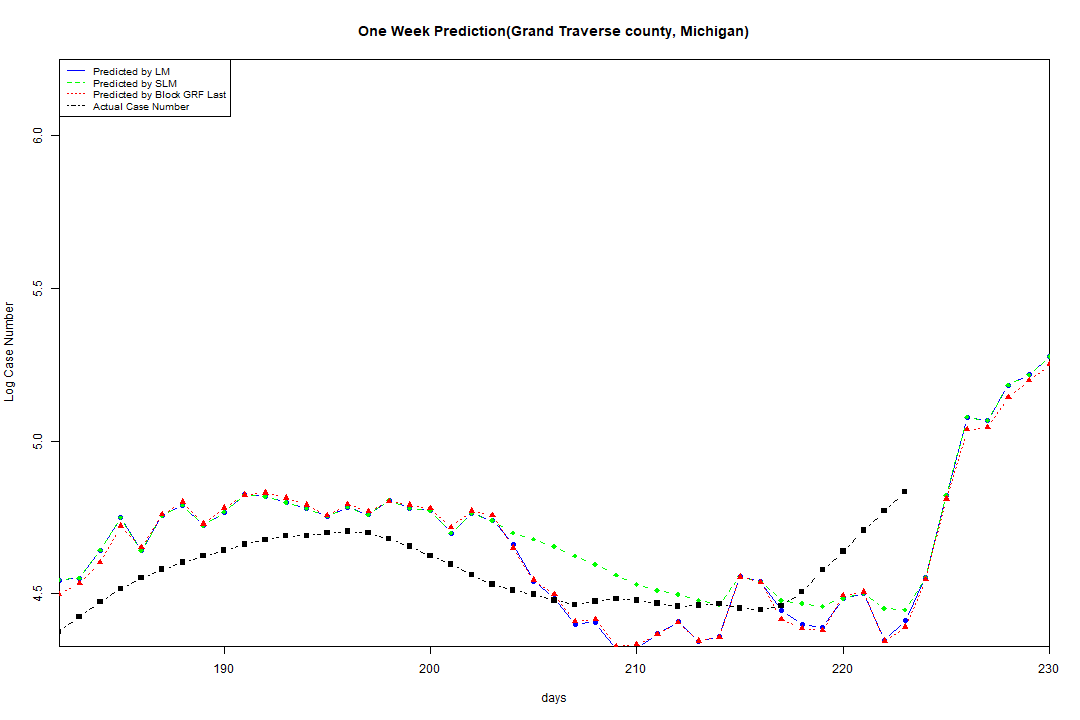 One Week Prediction(Grand Traverse county, Michigan)
Predicted by LM
Predicted by SLM
Predicted by Block GRF Last
Actual Case Number
6.0
5.5
5.0
4.5
Log Case Number
190 200 210 220 230
days